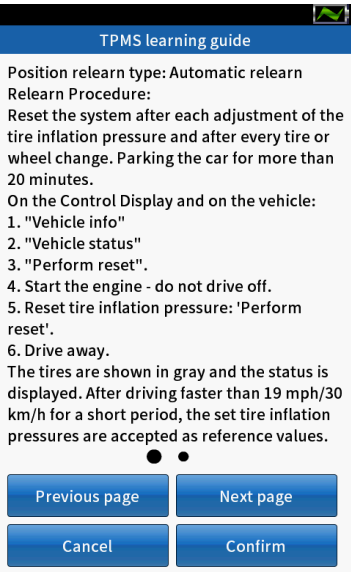 TPMS learning guide
Position relearn type: Automatic relearn
Relearn Procedure:
Reset the system after each adjustment of the
tire inflation pressure and after every tire or
wheel change. Parking the car for more than
20 minutes.
On the Control Display and on the vehicle:
1. "Vehicle info"
2. "Vehicle status"
3. "Perform reset".
4. Start the engine - do not drive off.
5. Reset tire inflation pressure: 'Perform
reset'.
6. Drive away.
The tires are shown in gray and the status is
displayed. After driving faster than 19 mph/30
km/h for a short period, the set tire inflation
pressures are accepted as reference values.
Previous page
Next page
Cancel
Confirm